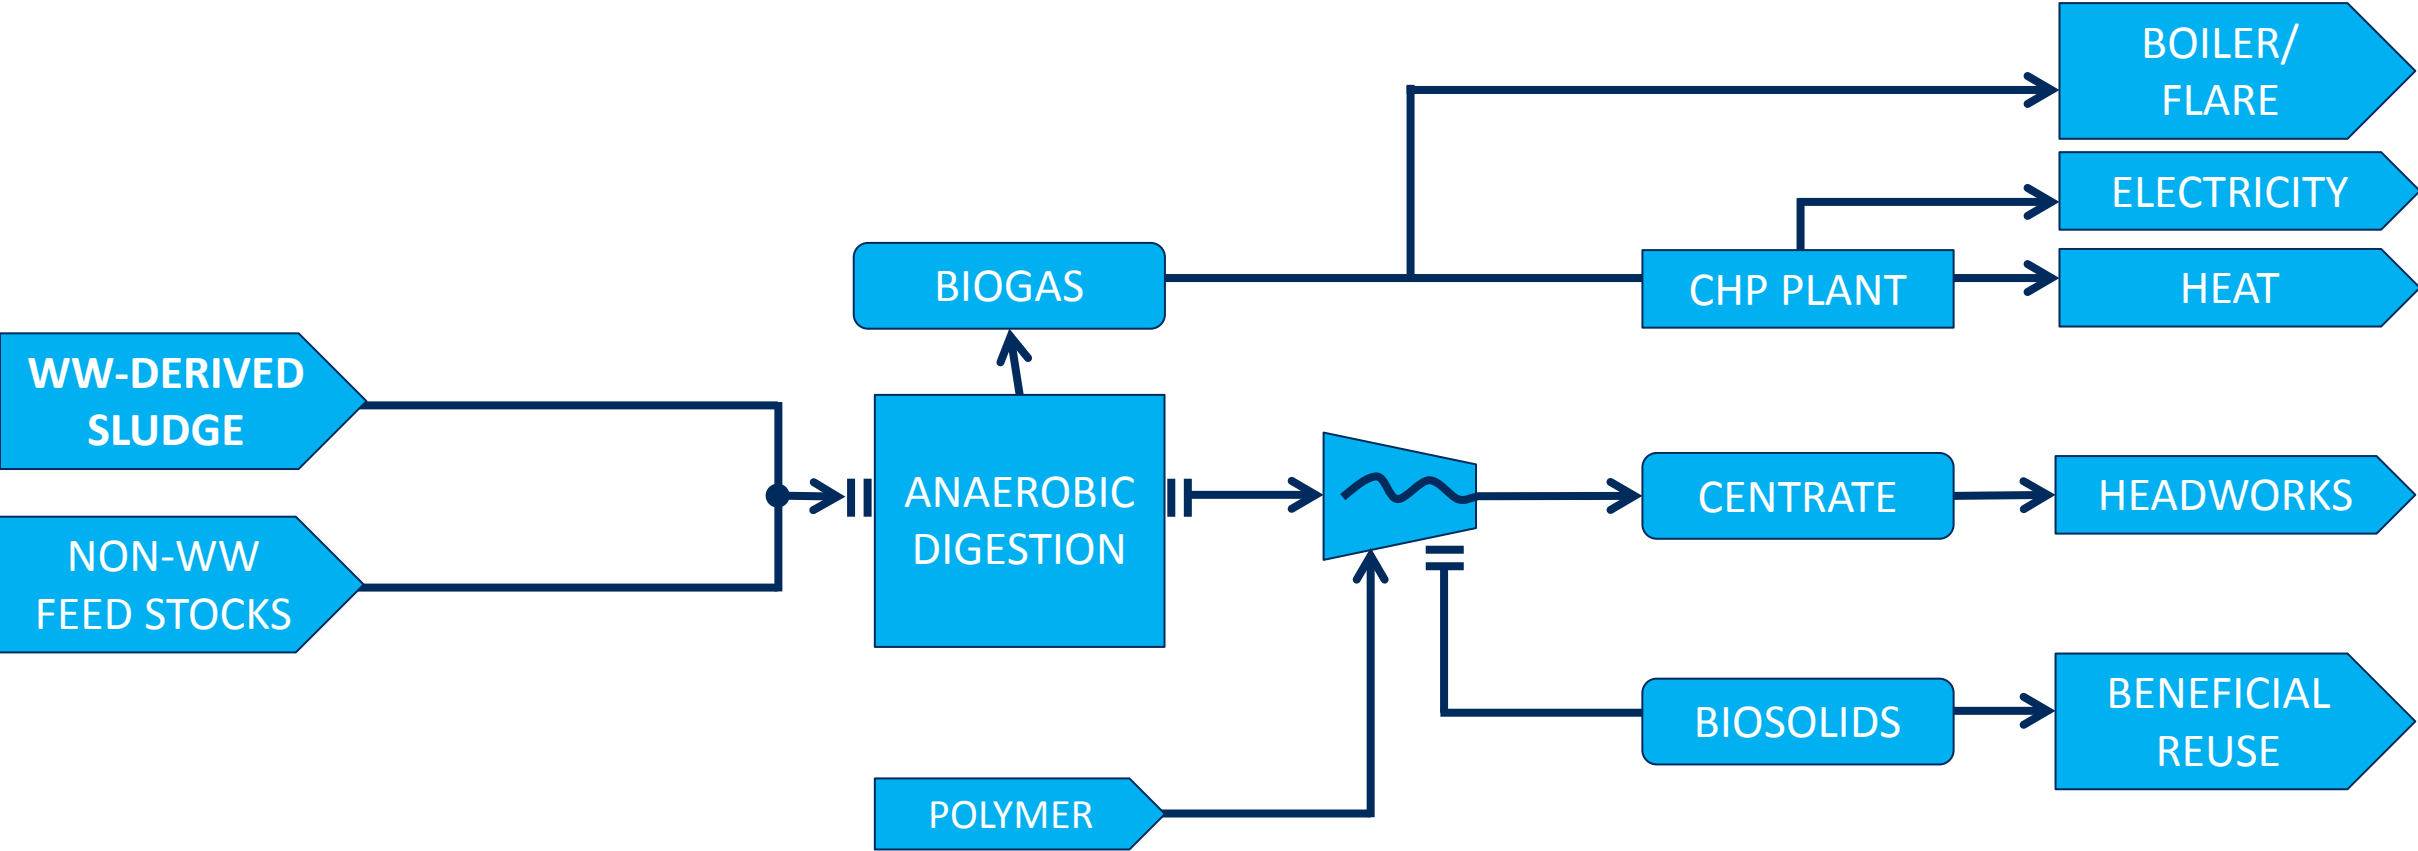 BOILER/
FLARE
ELECTRICITY
BIOGAS
CHP PLANT
HEAT
WW-DERIVED
SLUDGE
ANAEROBIC
DIGESTION
CENTRATE
HEADWORKS
NON-WW
FEED STOCKS
BIOSOLIDS
BENEFICIAL
REUSE
POLYMER